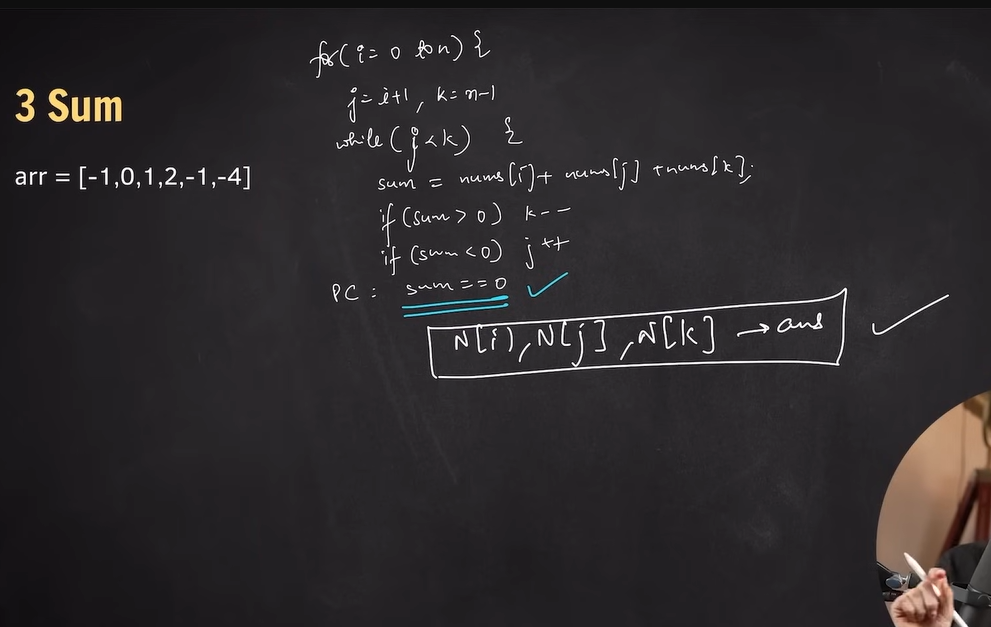 3 Sum
arr = [-1,0,1,2,-1,-4]
for(i= 0 to n) {
j= i+1, k= n-1
while (j<k) {
sum = nums[i]+ nums[j] +nums[k];
if (sum > 0) k--
if (sum <0) j++
PC : sum ==0 ✓
N[i],N[j],N[k] → ans ✓